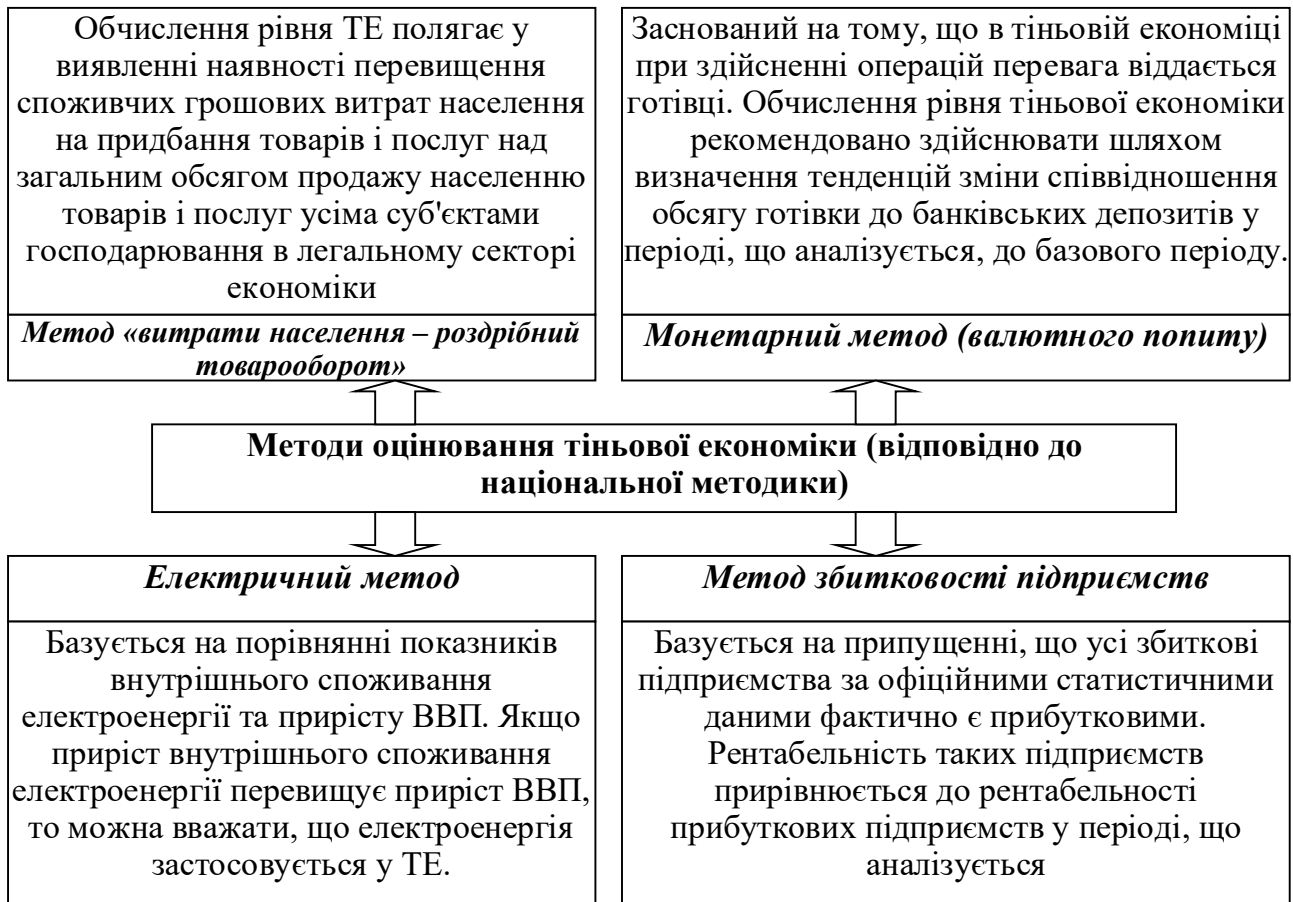 Обчислення рівня ТЕ полягає у
виявленні наявності перевищення
споживчих грошових витрат населення
на придбання товарів і послуг над
загальним обсягом продажу населенню
товарів і послуг усіма суб'єктами
господарювання в легальному секторі
економіки
Метод «витрати населення – роздрібний
товарооборот»
Заснований на тому, що в тіньовій економіці
при здійсненні операцій перевага віддається
готівці. Обчислення рівня тіньової економіки
рекомендовано здійснювати шляхом
визначення тенденцій зміни співвідношення
обсягу готівки до банківських депозитів у
періоді, що аналізується, до базового періоду.
Монетарний метод (валютного попиту)
Методи оцінювання тіньової економіки (відповідно до
національної методики)
Електричний метод
Базується на порівнянні показників
внутрішнього споживання
електроенергії та прирісту ВВП. Якщо
приріст внутрішнього споживання
електроенергії перевищує приріст ВВП,
то можна вважати, що електроенергія
застосовується у ТЕ.
Метод збитковості підприємств
Базується на припущенні, що усі збиткові
підприємства за офіційними статистичними
даними фактично є прибутковими.
Рентабельність таких підприємств
прирівнюється до рентабельності
прибуткових підприємств у періоді, що
аналізується